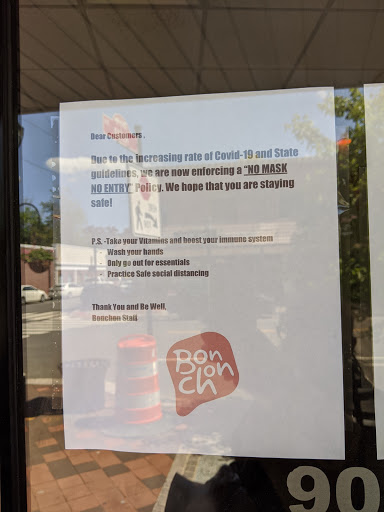 Dear Customers ,
Due to the increasing rate of Covid-19 and State
guidelines, we are now enforcing a "NO MASK
NO ENTRY" Policy. We hope that you are staying
safe!
P.S. -Take your Vitamins and boost your immune system
- Wash your hands
- Only go out for essentials
- Practice Safe social distancing
Thank You and Be Well,
Bonchon Staff
Bon
chon
90